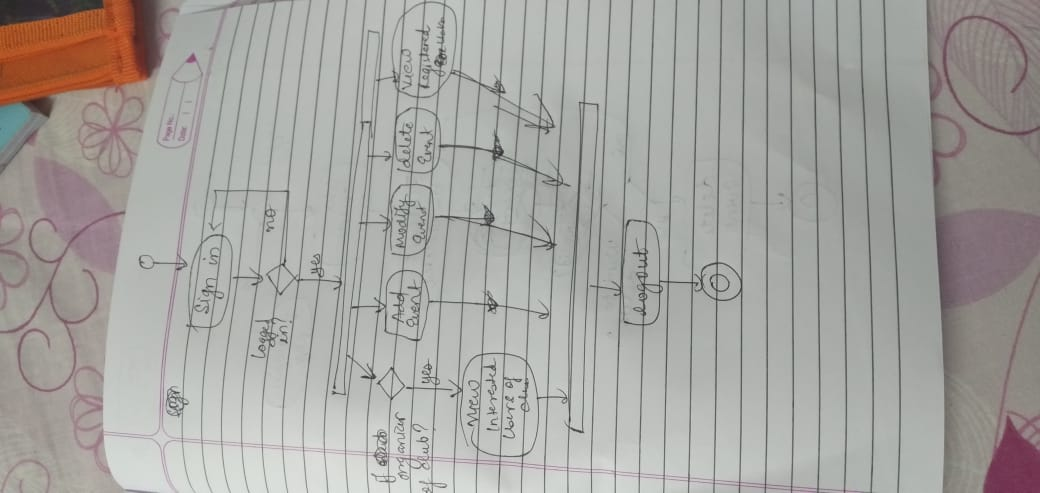 Page No.
Date
Sign in
Logged
in?
no
yes
If
organizer
of club?
yes
Add
Event
Modify
Event
delete
Event
View
Registered
View
Interested
Users of
Logout